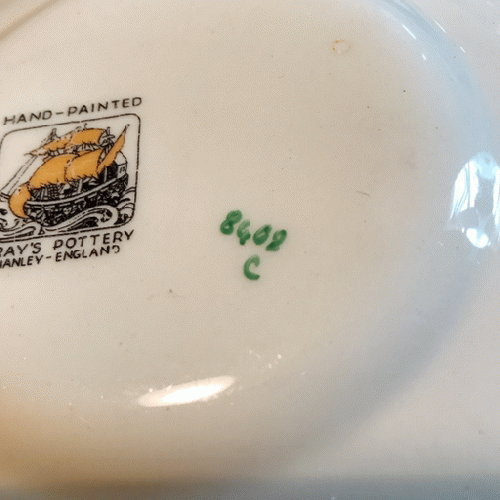 HAND-PAINTED
RAY'S POTTERY
HANLEY-ENGLAND
8402
C